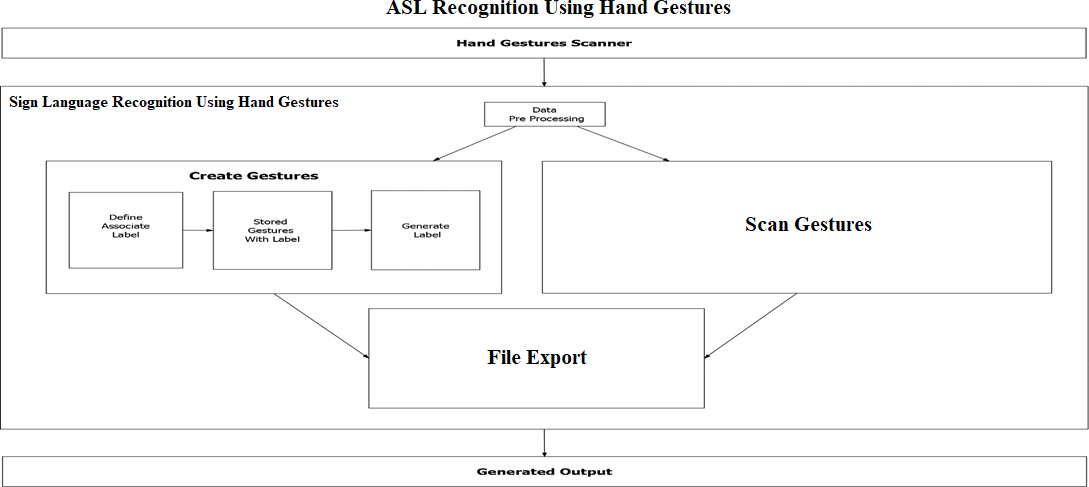 ASL Recognition Using Hand Gestures
Hand Gestures Scanner
Sign Language Recognition Using Hand Gestures
Data
Pre Processing
Create Gestures
Define
Associate
Label
Stored
Gestures
With Label
Generate
Label
Scan Gestures
File Export
Generated Output